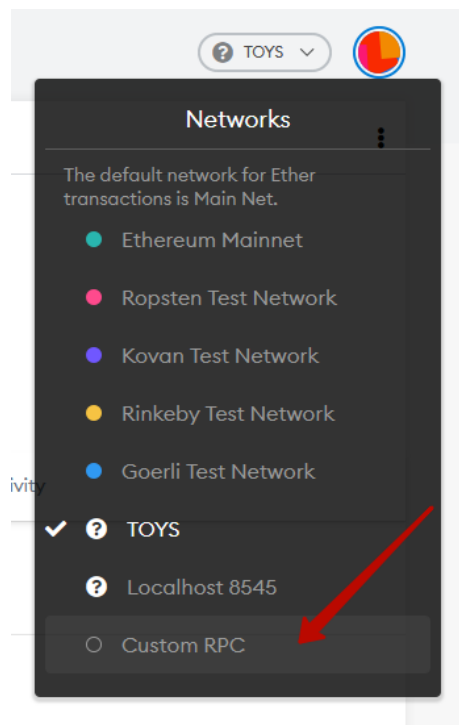 TOYS
Networks
The default network for Ether
transactions is Main Net.
Ethereum Mainnet
Ropsten Test Network
Kovan Test Network
Rinkeby Test Network
Goerli Test Network
ivity
TOYS
Localhost 8545
Custom RPC